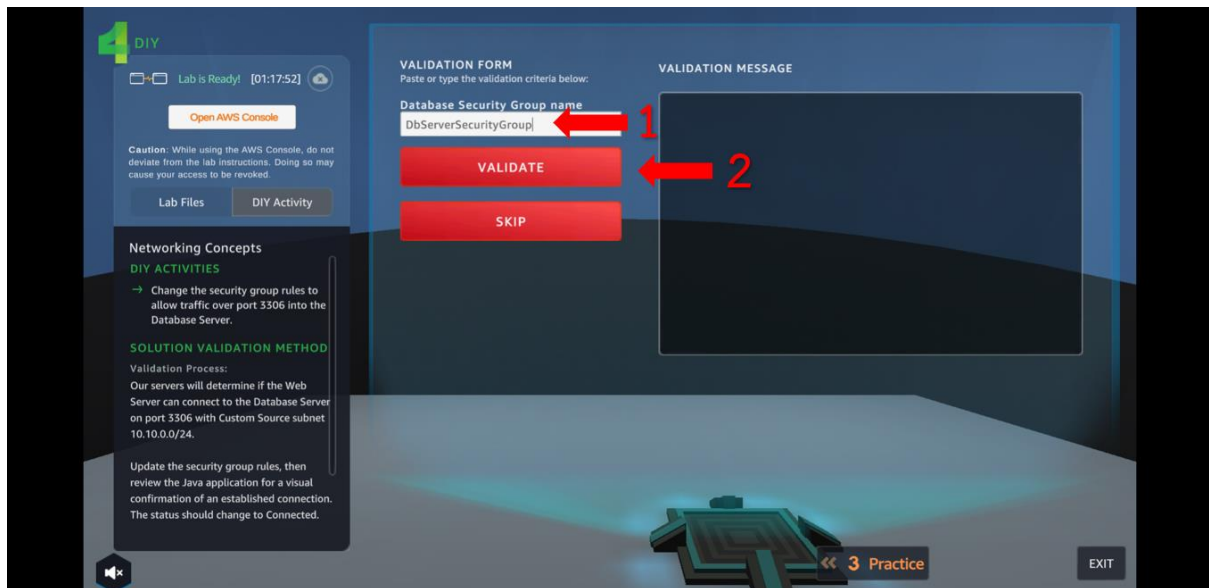 4 DIY
Lab is Ready! [01:17:52]
Open AWS Console
Caution: While using the AWS Console, do not
deviate from the lab instructions. Doing so may
cause your access to be revoked.
Lab Files
DIY Activity
Networking Concepts
DIY ACTIVITIES
→ Change the security group rules to
allow traffic over port 3306 into the
Database Server.
SOLUTION VALIDATION METHOD
Validation Process:
Our servers will determine if the Web
Server can connect to the Database Server
on port 3306 with Custom Source subnet
10.10.0.0/24.
Update the security group rules, then
review the Java application for a visual
confirmation of an established connection.
The status should change to Connected.
VALIDATION FORM
Paste or type the validation criteria below:
Database Security Group name
DbServerSecurityGroup
1
VALIDATE
2
SKIP
VALIDATION MESSAGE
3 Practice
EXIT